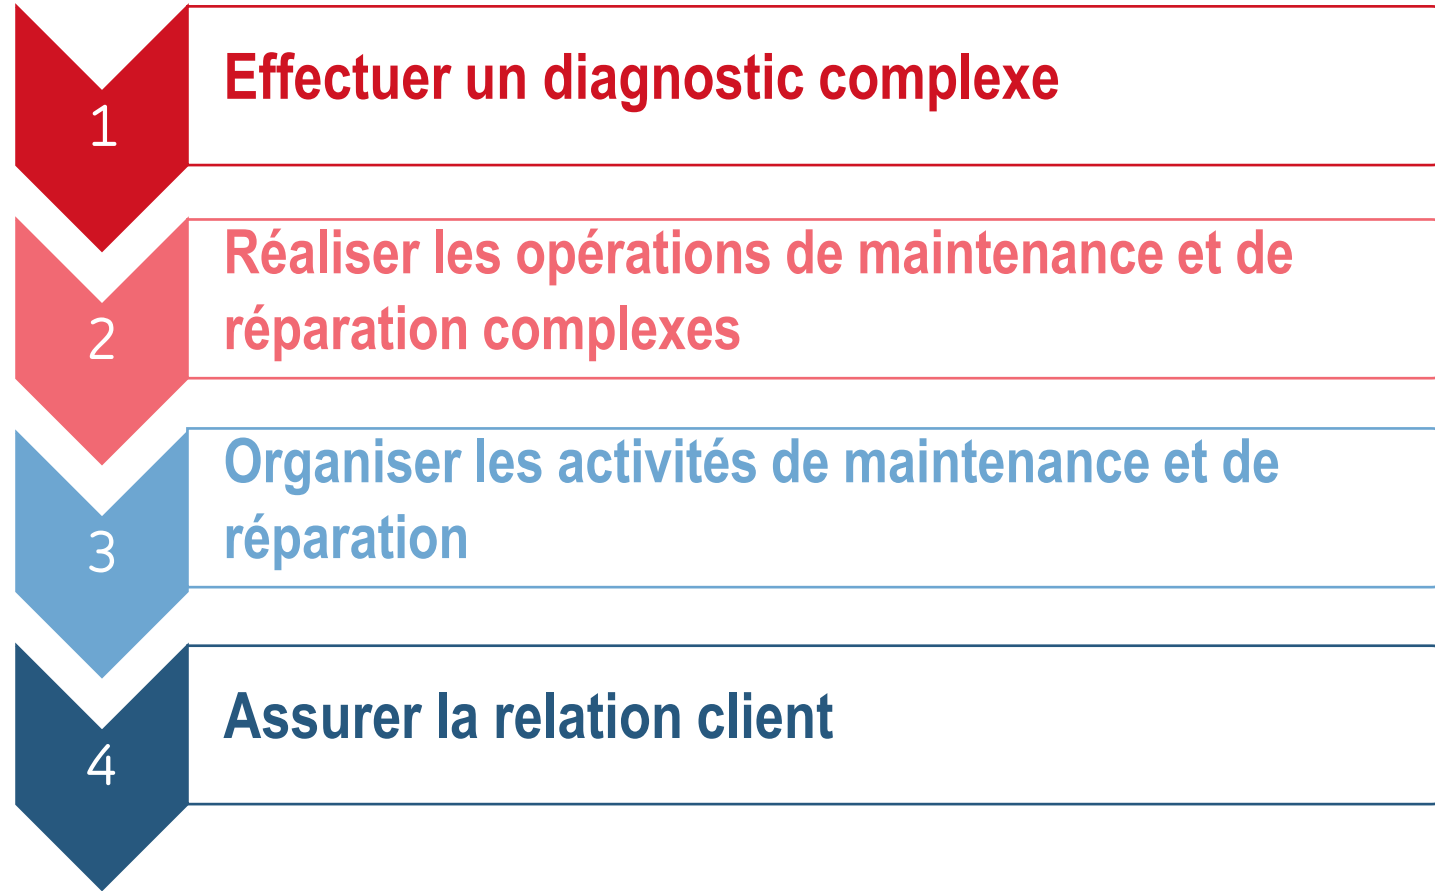 1
Effectuer un diagnostic complexe
2
Réaliser les opérations de maintenance et de
réparation complexes
3
Organiser les activités de maintenance et de
réparation
4
Assurer la relation client